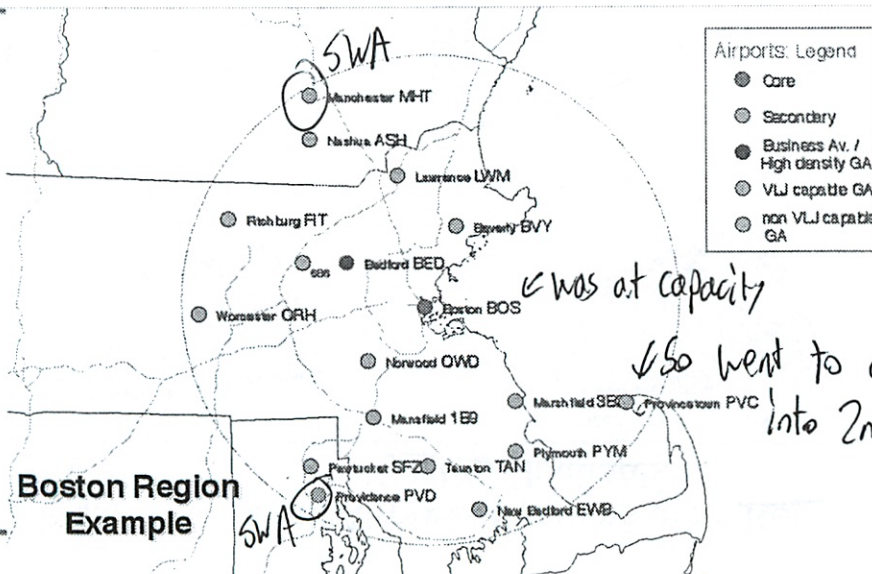 SWA
Manchester MHT
Nashua ASH
Lawrence LWM
Fitchburg FIT
Beverly BVY
6B6
Bedford BED
Boston BOS
← was at capacity
Worcester ORH
Norwood OWD
↙ So went to
Marshfield 3B2
Provincetown PVC
into 2n
Mansfield 1B9
Plymouth PYM
Pawtucket SFZ
Taunton TAN
Providence PVD
SWA
New Bedford EWB
Boston Region
Example
Airports: Legend
Core
Secondary
Business Av. /
High density GA
VLJ capable GA
non VLJ capable
GA